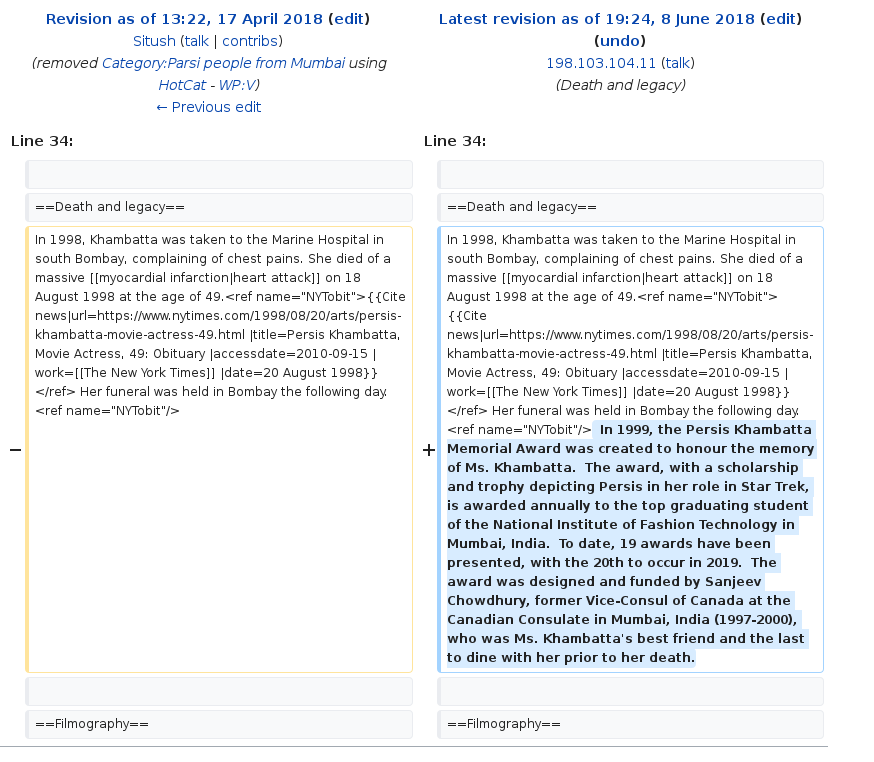 Revision as of 13:22, 17 April 2018 (edit)
Sitush (talk | contribs)
(removed Category:Parsi people from Mumbai using
HotCat - WP:V)
← Previous edit
Latest revision as of 19:24, 8 June 2018 (edit)
(undo)
198.103.104.11 (talk)
(Death and legacy)
Line 34:
Line 34:
==Death and legacy==
==Death and legacy==
−
In 1998, Khambatta was taken to the Marine Hospital in
south Bombay, complaining of chest pains. She died of a
massive [[myocardial infarction|heart attack]] on 18
August 1998 at the age of 49.<ref name="NYTobit">{{Cite
news|url=https://www.nytimes.com/1998/08/20/arts/persis-
khambatta-movie-actress-49.html |title=Persis Khambatta,
Movie Actress, 49: Obituary |accessdate=2010-09-15 |
work=[[The New York Times]] |date=20 August 1998}}
</ref> Her funeral was held in Bombay the following day.
<ref name="NYTobit"/>
+
In 1998, Khambatta was taken to the Marine Hospital in
south Bombay, complaining of chest pains. She died of a
massive [[myocardial infarction|heart attack]] on 18
August 1998 at the age of 49.<ref name="NYTobit">
{{Cite
news|url=https://www.nytimes.com/1998/08/20/arts/persis-
khambatta-movie-actress-49.html |title=Persis Khambatta,
Movie Actress, 49: Obituary |accessdate=2010-09-15 |
work=[[The New York Times]] |date=20 August 1998}}
</ref> Her funeral was held in Bombay the following day.
<ref name="NYTobit"/>  In 1999, the Persis Khambatta
Memorial Award was created to honour the memory
of Ms. Khambatta.  The award, with a scholarship
and trophy depicting Persis in her role in Star Trek,
is awarded annually to the top graduating student
of the National Institute of Fashion Technology in
Mumbai, India.  To date, 19 awards have been
presented, with the 20th to occur in 2019.  The
award was designed and funded by Sanjeev
Chowdhury, former Vice-Consul of Canada at the
Canadian Consulate in Mumbai, India (1997-2000),
who was Ms. Khambatta's best friend and the last
to dine with her prior to her death.
==Filmography==
==Filmography==